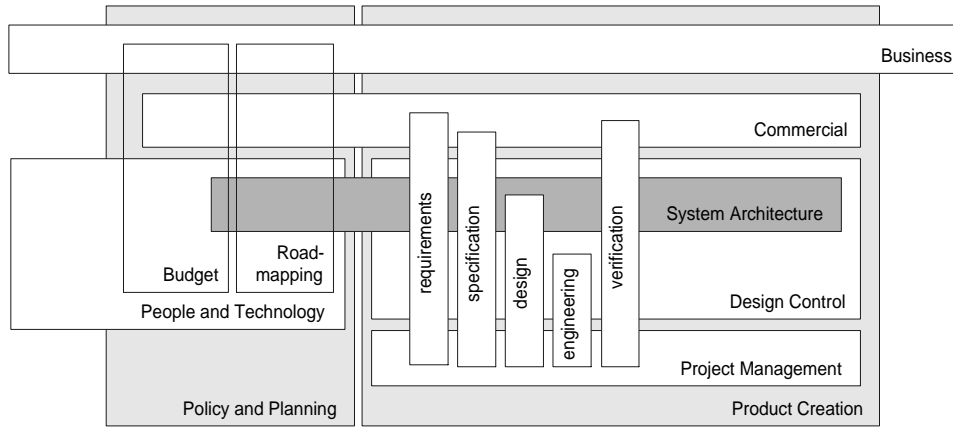 Business
Commercial
System Architecture
requirements
specification
design
engineering
verification
Road-
mapping
Budget
People and Technology
Design Control
Project Management
Policy and Planning
Product Creation